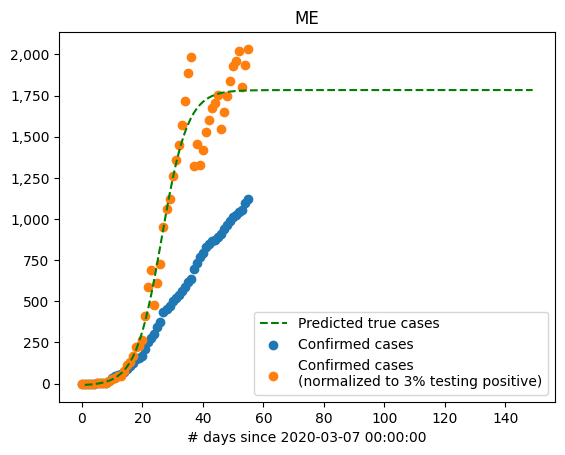 ME
2,000
1,750
1,500
1,250
1,000
750
500
250
0
0 20 40 60 80 100 120 140
# days since 2020-03-07 00:00:00
Predicted true cases
Confirmed cases
Confirmed cases
(normalized to 3% testing positive)